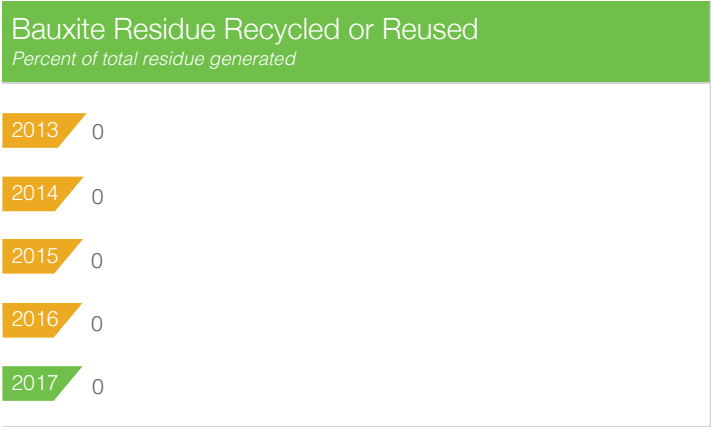 Bauxite Residue Recycled or Reused
Percent of total residue generated
2013 0
2014 0
2015 0
2016 0
2017 0